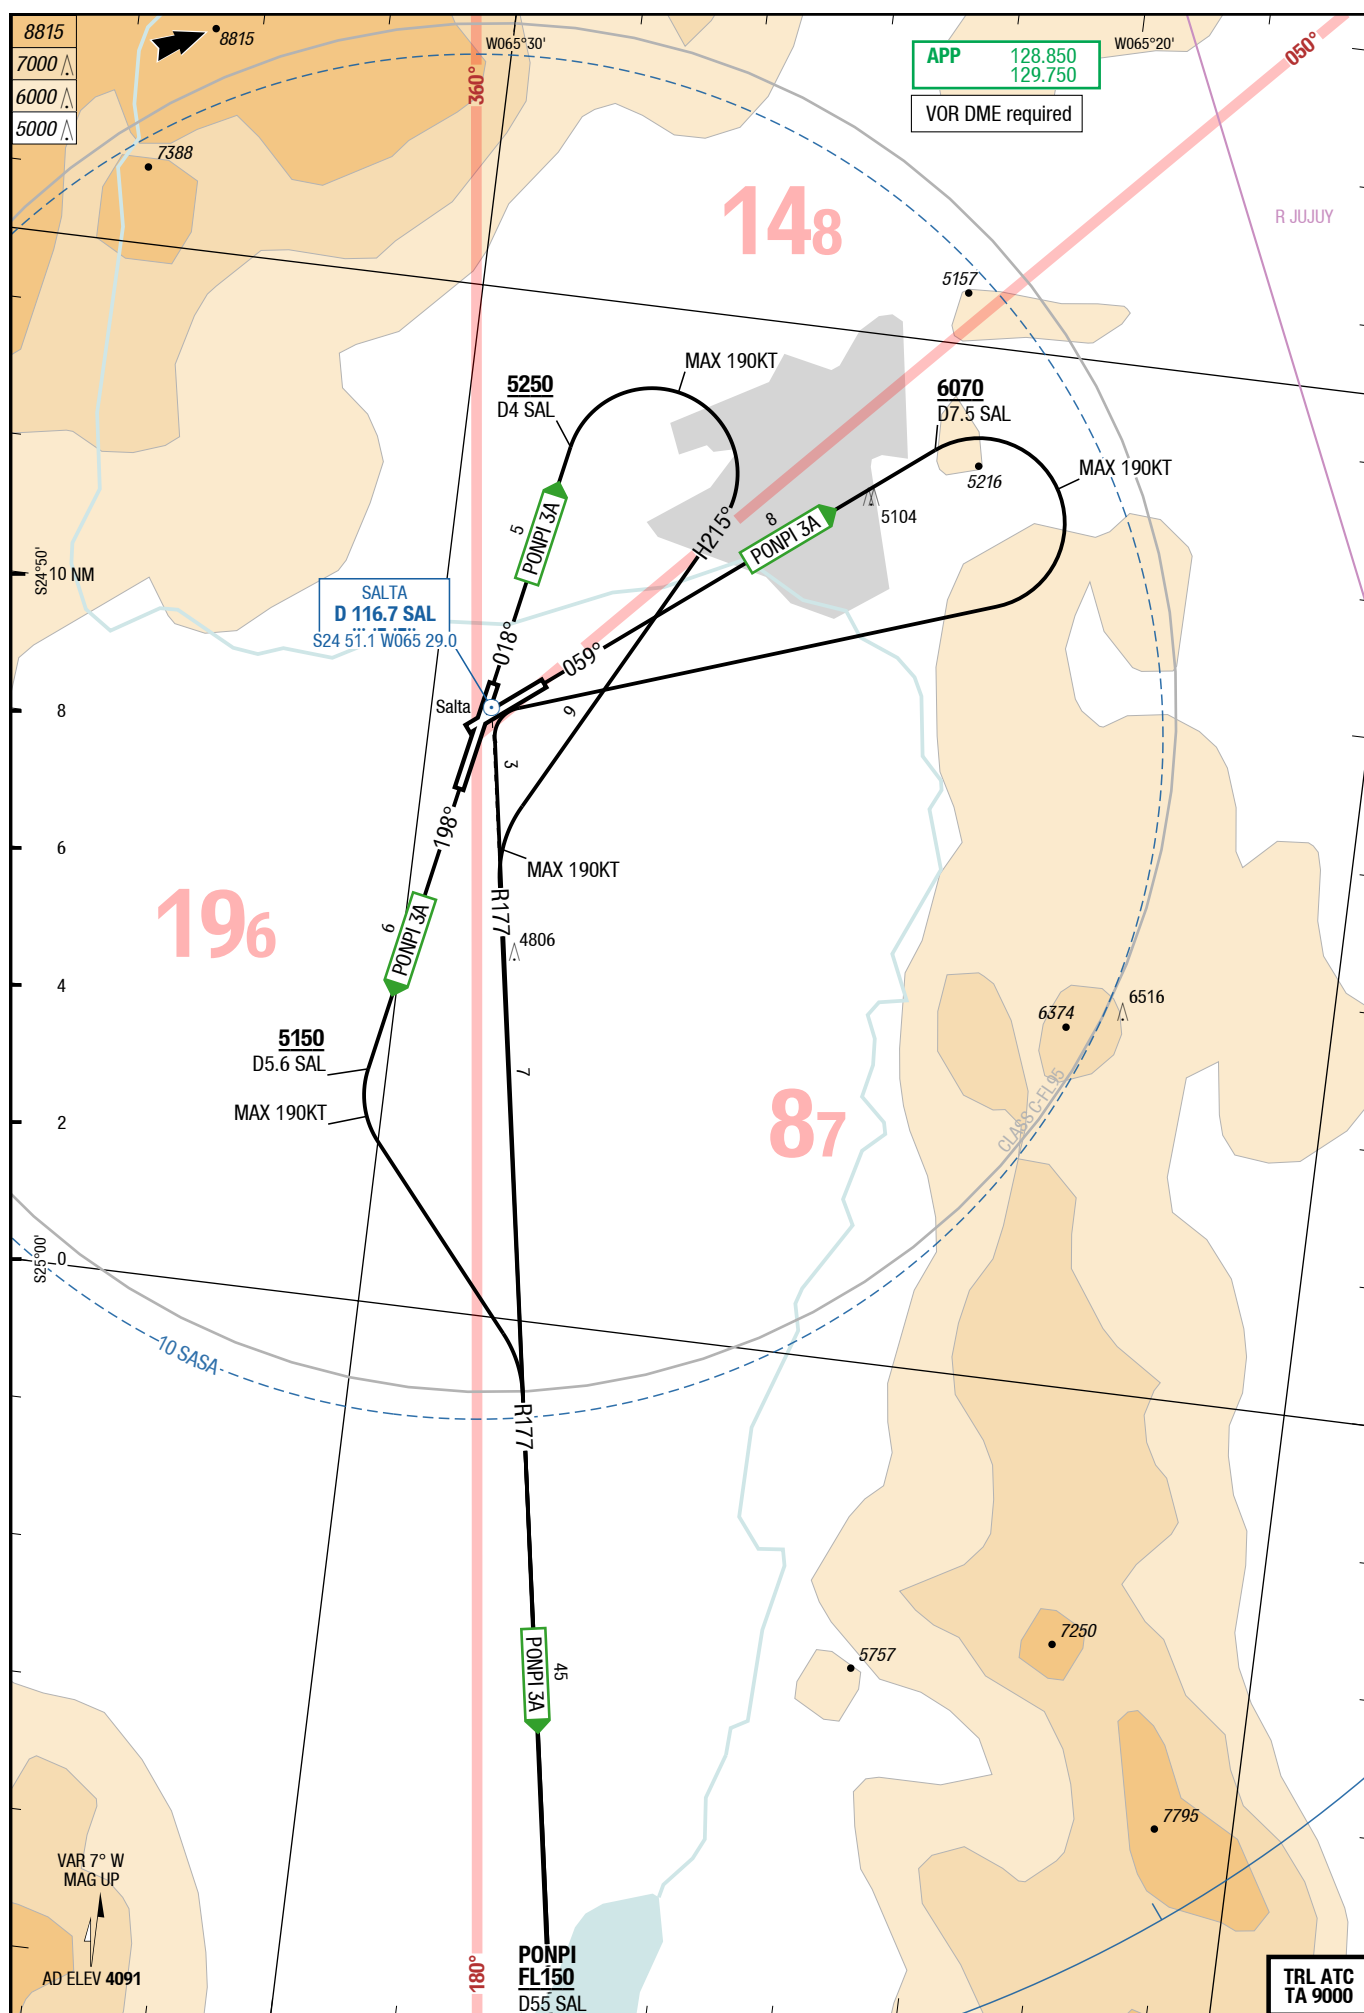 8815
7000
6000
5000
8815
7388
W065°30'
360°
APP 128.850
129.750
VOR DME required
W065°20'
050°
R JUJUY
148
5157
MAX 190KT
5250
D4 SAL
6070
D7.5 SAL
MAX 190KT
5216
5104
5
PONPI 3A
H215°
8
PONPI 3A
S24°50'
10 NM
SALTA
D 116.7 SAL
S24 51.1 W065 29.0
018°
059°
Salta
8
9
3
198°
6
MAX 190KT
R177
196
6
PONPI 3A
4806
4
6374
6516
5150
D5.6 SAL
7
MAX 190KT
2
87
CLASS C-FL95
S25°00'
0
10 SASA
R177
PONPI 3A
45
5757
7250
7795
VAR 7° W
MAG UP
AD ELEV 4091
180°
PONPI
FL150
D55 SAL
TRL ATC
TA 9000